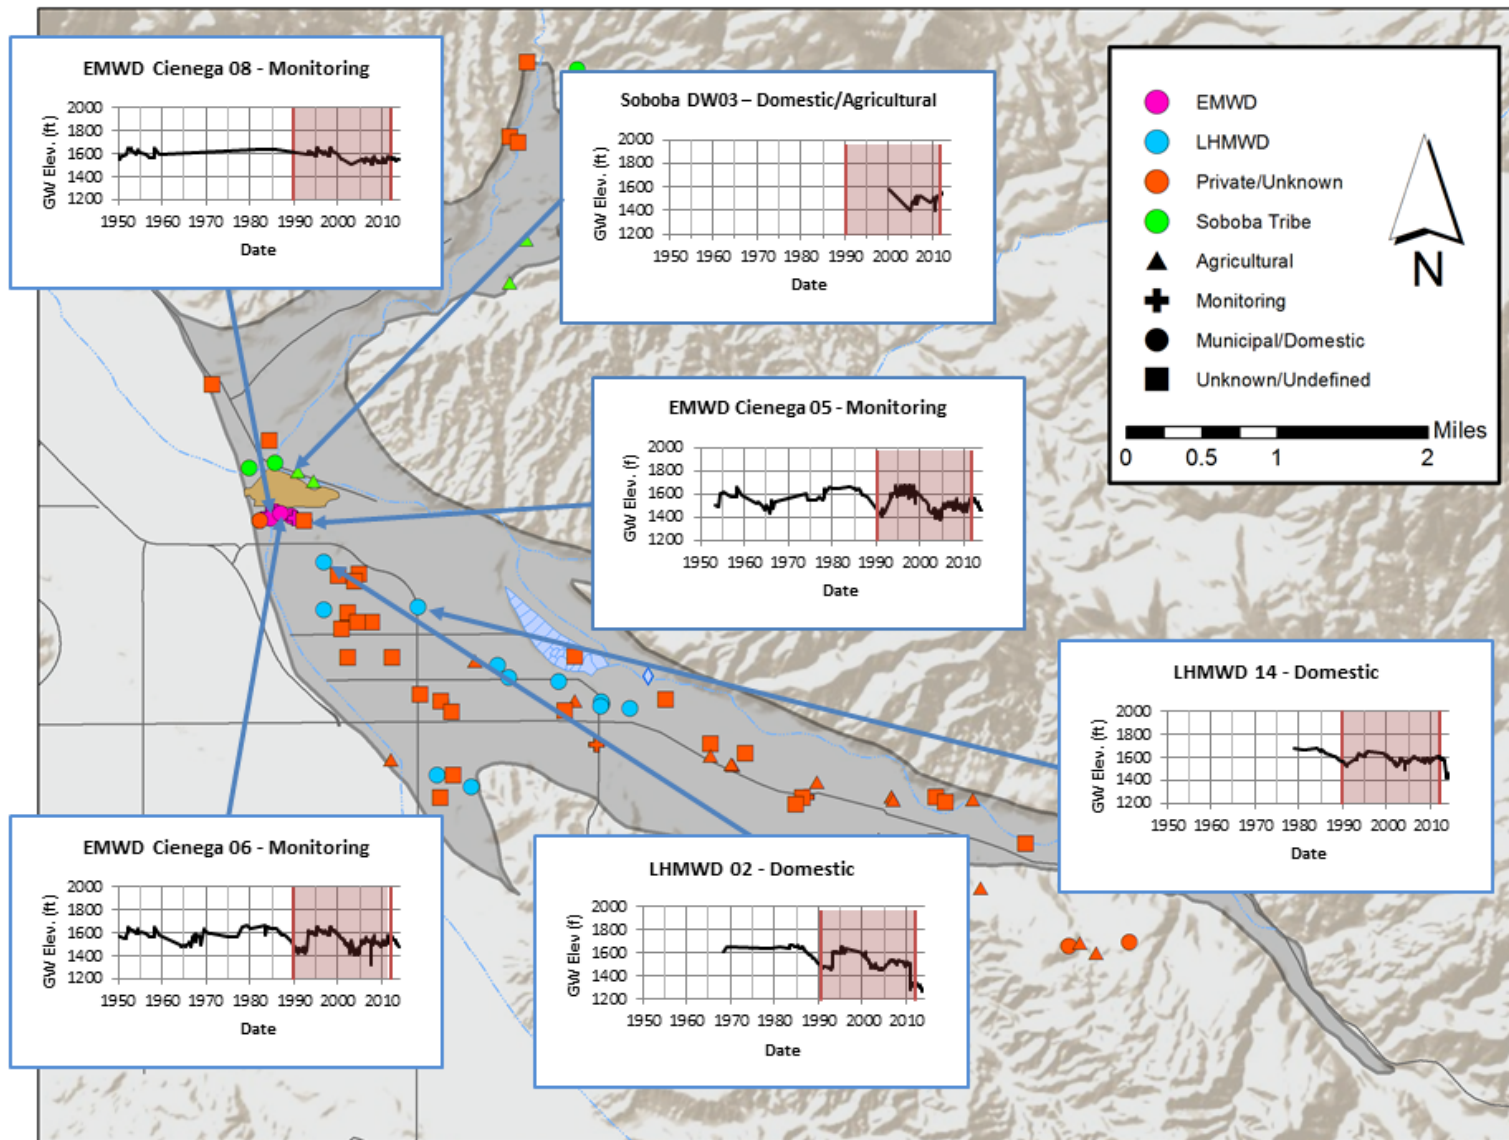 EMWD Cienega 08 - Monitoring
GW Elev. (ft)
2000
1800
1600
1400
1200
1950 1960 1970 1980 1990 2000 2010
Date
Soboba DW03 – Domestic/Agricultural
GW Elev. (ft)
2000
1800
1600
1400
1200
1950 1960 1970 1980 1990 2000 2010
Date
EMWD
LHMWD
Private/Unknown
Soboba Tribe
Agricultural
Monitoring
Municipal/Domestic
Unknown/Undefined
N
Miles
0 0.5 1 2
EMWD Cienega 05 - Monitoring
GW Elev. (f)
2000
1800
1600
1400
1200
1950 1960 1970 1980 1990 2000 2010
Date
LHMWD 14 - Domestic
GW Elev. (ft)
2000
1800
1600
1400
1200
1950 1960 1970 1980 1990 2000 2010
Date
EMWD Cienega 06 - Monitoring
GW Elev. (ft)
2000
1800
1600
1400
1200
1950 1960 1970 1980 1990 2000 2010
Date
LHMWD 02 - Domestic
GW Elev (f)
2000
1800
1600
1400
1200
1950 1960 1970 1980 1990 2000 2010
Date